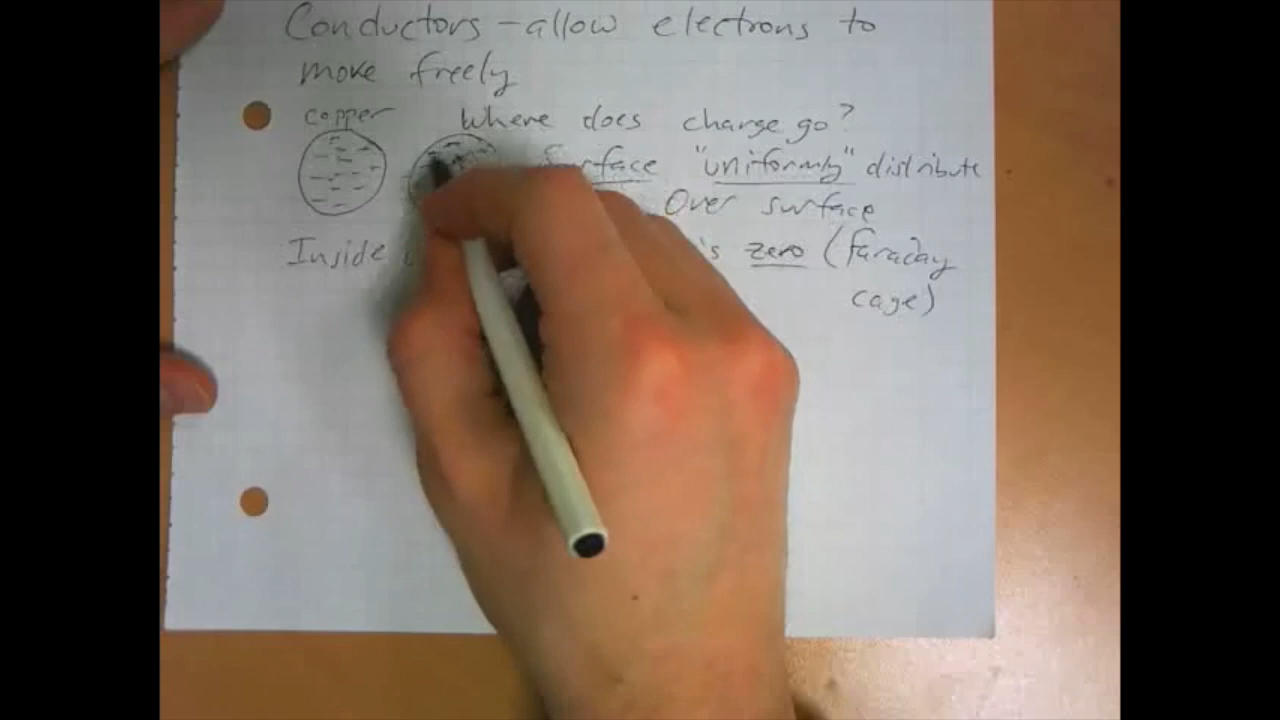 Conductors - allow electrons to
move freely
copper Where does charge go?
Surface "uniformly" distribute
Over surface
Inside zero (faraday
cage)